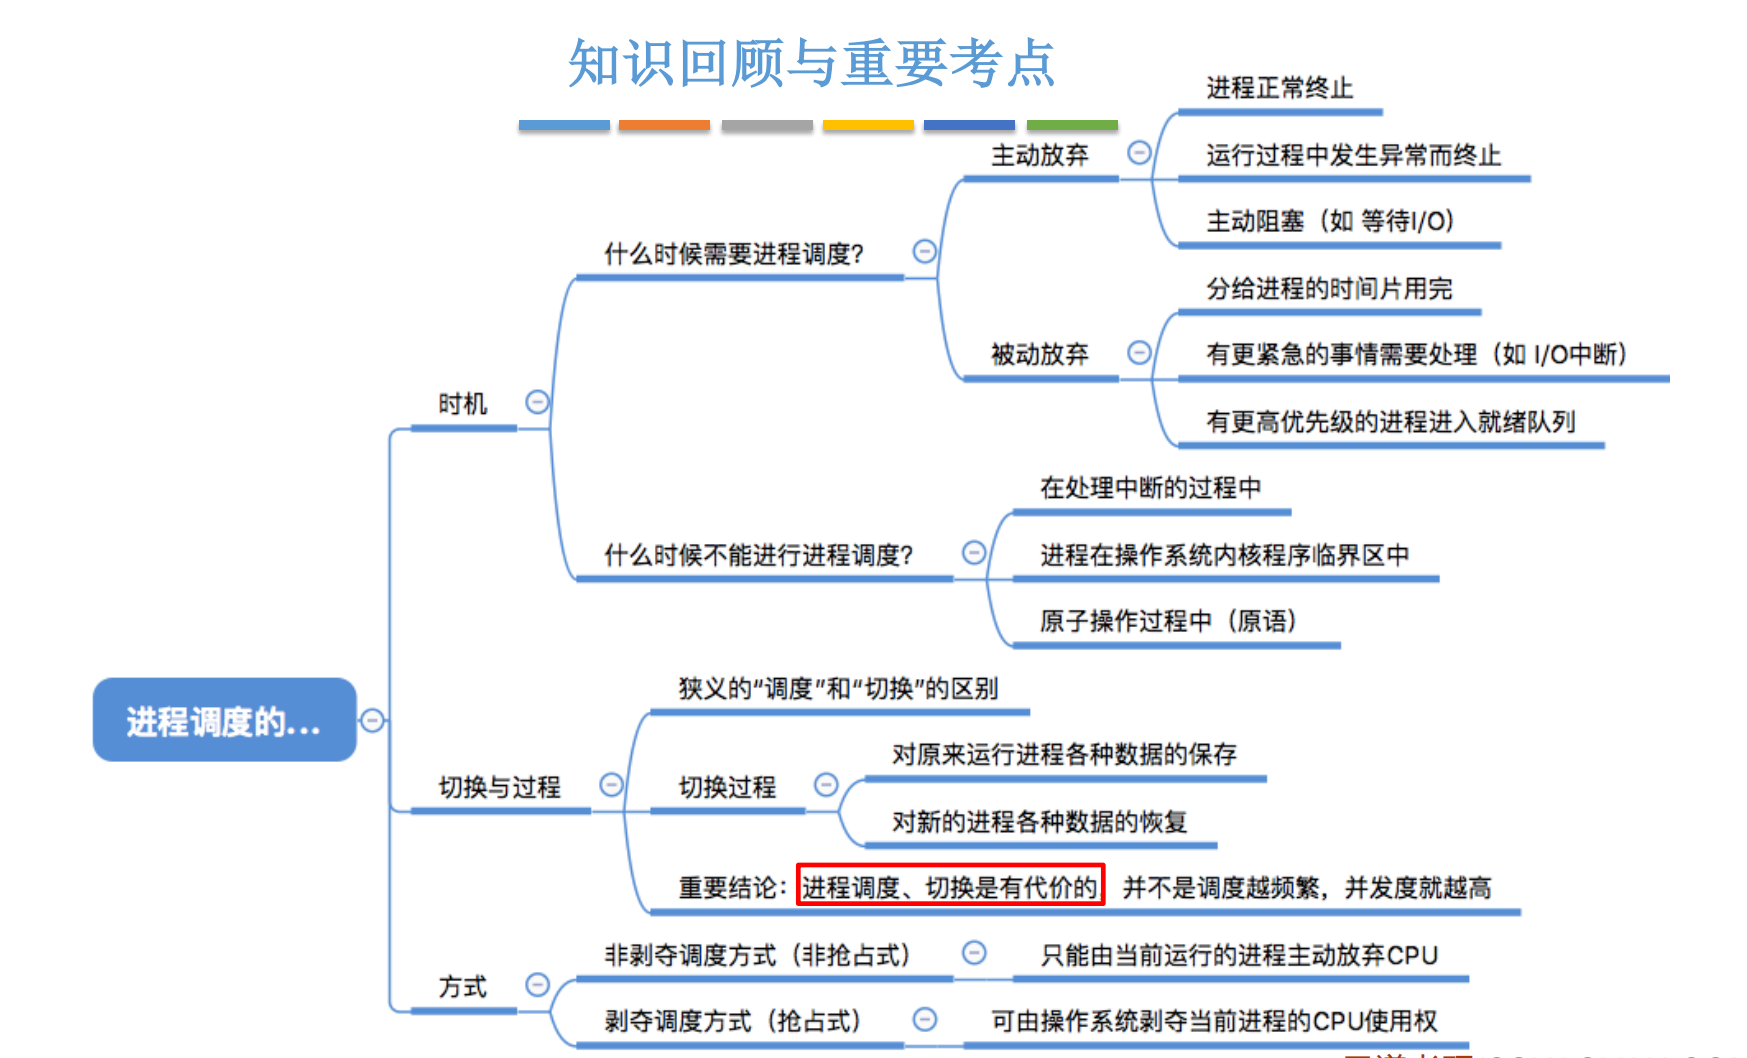 知识回顾与重要考点
进程正常终止
主动放弃
运行过程中发生异常而终止
主动阻塞（如 等待I/O）
什么时候需要进程调度?
分给进程的时间片用完
被动放弃
有更紧急的事情需要处理（如 I/O中断）
时机
有更高优先级的进程进入就绪队列
在处理中断的过程中
什么时候不能进行进程调度?
进程在操作系统内核程序临界区中
原子操作过程中（原语）
狭义的“调度”和“切换”的区别
进程调度的...
对原来运行进程各种数据的保存
切换与过程
切换过程
对新的进程各种数据的恢复
重要结论：进程调度、切换是有代价的，并不是调度越频繁，并发度就越高
非剥夺调度方式（非抢占式）
只能由当前运行的进程主动放弃CPU
方式
剥夺调度方式（抢占式）
可由操作系统剥夺当前进程的CPU使用权